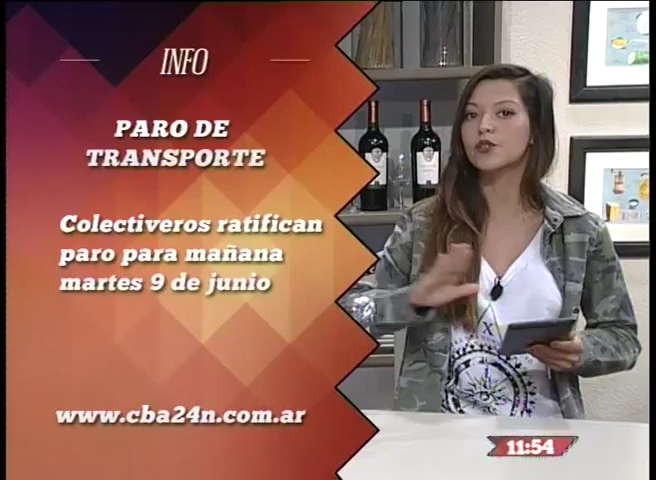 INFO
PARO DE
TRANSPORTE
Colectiveros ratifican
paro para mañana
martes 9 de junio
www.cba24n.com.ar
11:54